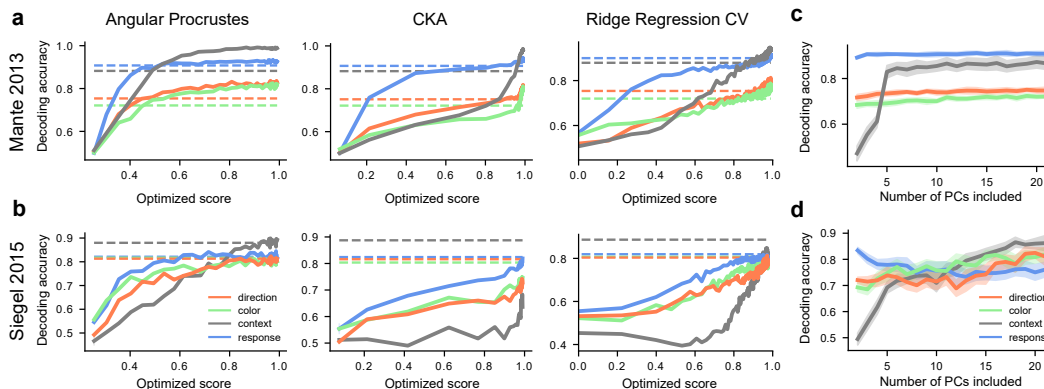 a
Angular Procrustes
CKA
Ridge Regression CV
c
Mante 2013
Decoding accuracy
1.0
0.8
0.6
0.4
0.6
0.8
1.0
Optimized score
1.0
0.8
0.6
0.2
0.4
0.6
0.8
1.0
Optimized score
0.8
0.6
0.0
0.2
0.4
0.6
0.8
1.0
Optimized score
Decoding accuracy
0.8
0.6
5
10
15
20
Number of PCs included
b
Siegel 2015
Decoding accuracy
0.9
0.8
0.7
0.6
0.5
direction
color
context
response
0.4
0.6
0.8
1.0
Optimized score
0.9
0.8
0.7
0.6
0.5
0.2
0.4
0.6
0.8
1.0
Optimized score
0.8
0.6
0.4
0.0
0.2
0.4
0.6
0.8
1.0
Optimized score
d
Decoding accuracy
0.9
0.8
0.7
0.6
0.5
direction
color
context
response
5
10
15
20
Number of PCs included